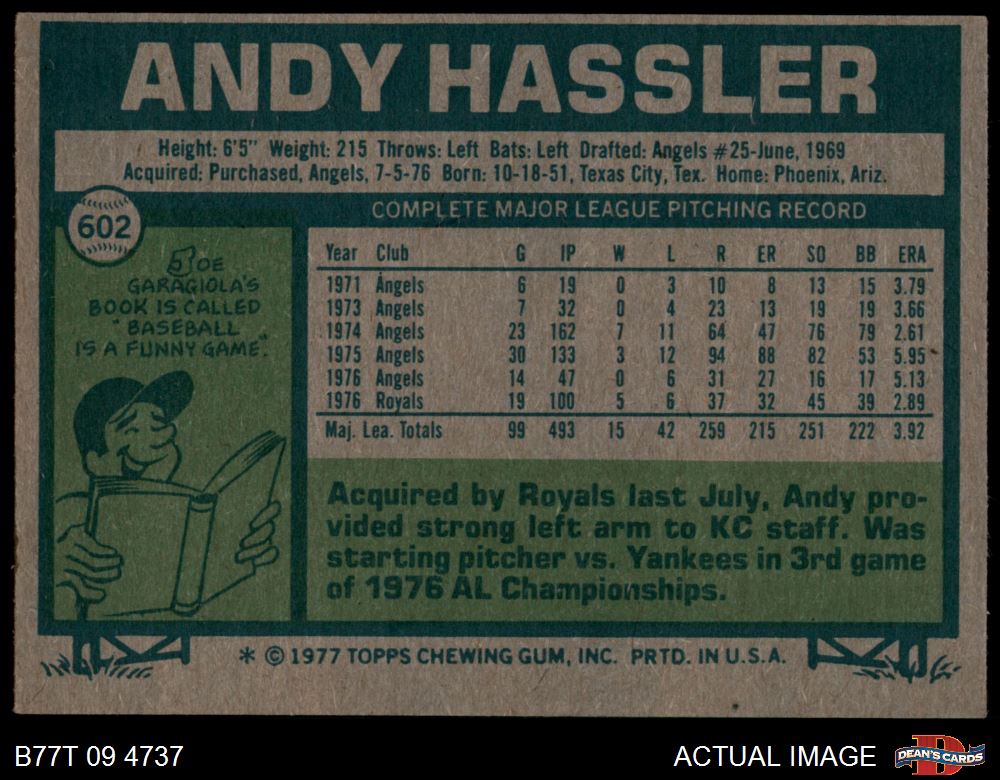 ANDY HASSLER
Height: 6'5" Weight: 215 Throws: Left Bats: Left Drafted: Angels #25-June, 1969
Acquired: Purchased, Angels, 7-5-76 Born: 10-18-51, Texas City, Tex. Home: Phoenix, Ariz.
602
JOE
GARAGIOLA'S
BOOK IS CALLED
"BASEBALL
IS A FUNNY GAME".
COMPLETE MAJOR LEAGUE PITCHING RECORD
Year Club G IP W L R ER SO BB ERA
1971 Angels 6 19 0 3 10 8 13 15 3.79
1973 Angels 7 32 0 4 23 13 19 19 3.66
1974 Angels 23 162 7 11 64 47 76 79 2.61
1975 Angels 30 133 3 12 94 88 82 53 5.95
1976 Angels 14 47 0 6 31 27 16 17 5.13
1976 Royals 19 100 5 6 37 32 45 39 2.89
Maj. Lea. Totals 99 493 15 42 259 215 251 222 3.92
Acquired by Royals last July, Andy pro-
vided strong left arm to KC staff. Was
starting pitcher vs. Yankees in 3rd game
of 1976 AL Championships.
* © 1977 TOPPS CHEWING GUM, INC. PRTD. IN U.S.A.
B77T 09 4737
ACTUAL IMAGE
D
DEAN'S CARDS